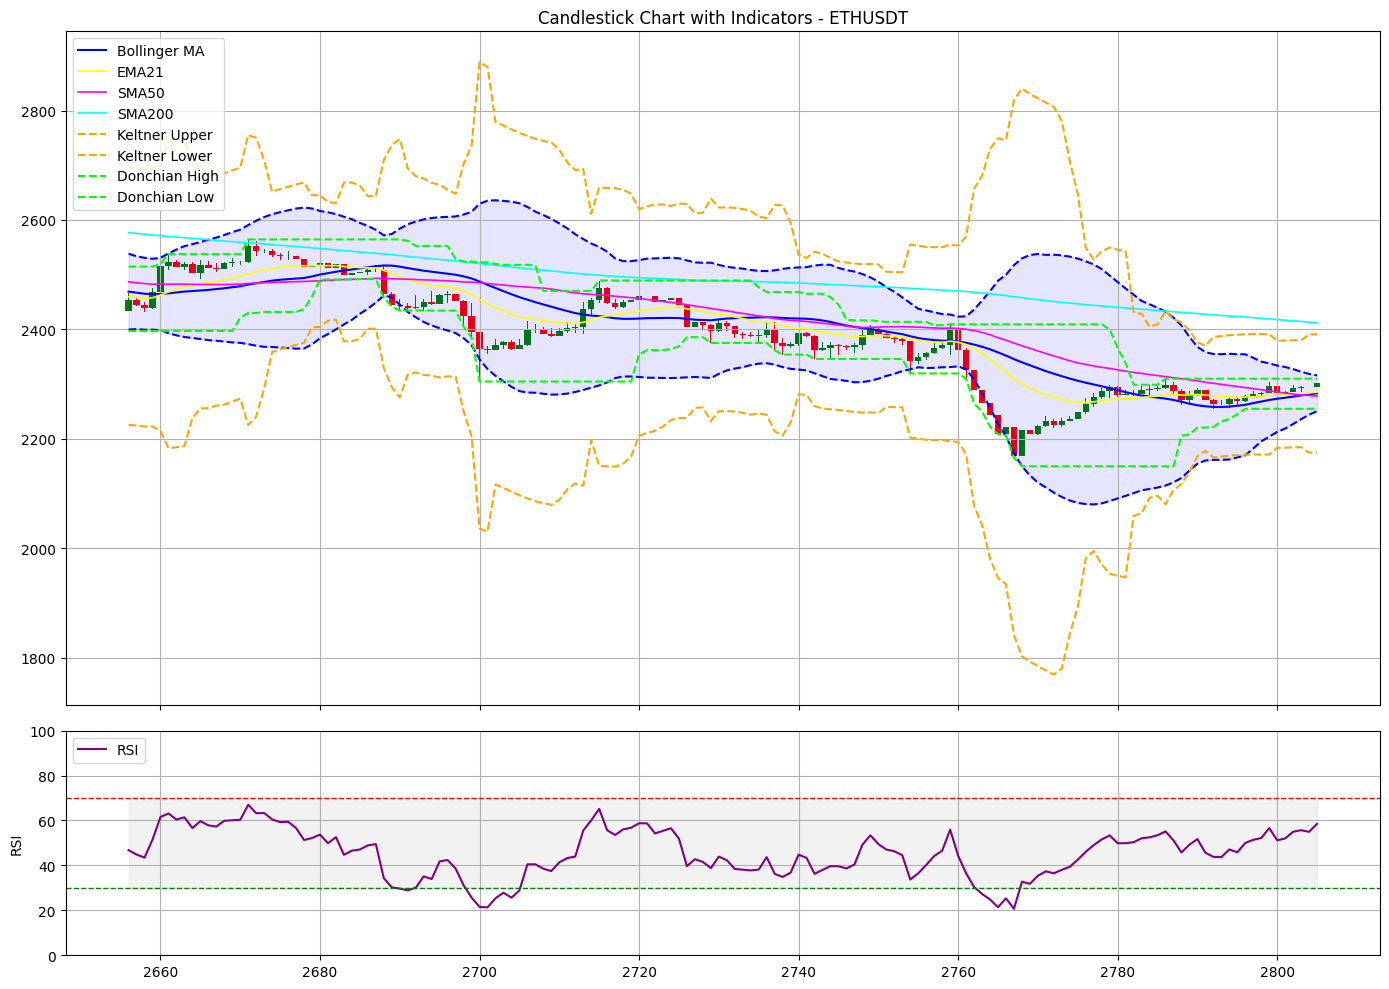 Candlestick Chart with Indicators - ETHUSDT
Bollinger MA
EMA21
SMA50
SMA200
Keltner Upper
Keltner Lower
Donchian High
Donchian Low
2800
2600
2400
2200
2000
1800
RSI
100
80
60
40
20
0
RSI
2660
2680
2700
2720
2740
2760
2780
2800